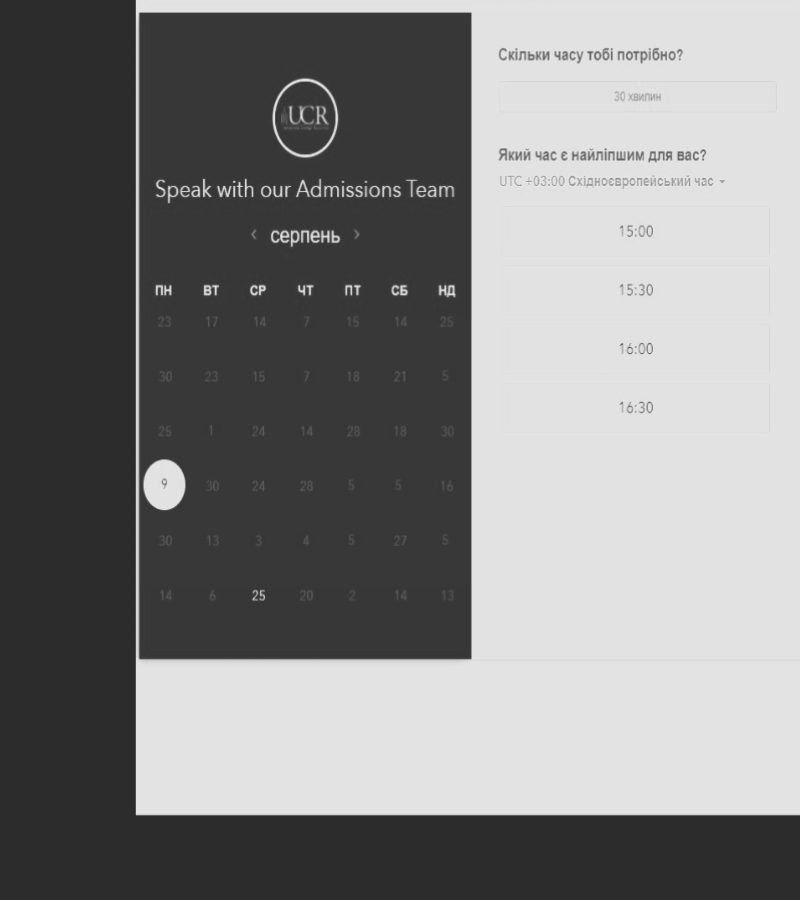 UCR
Speak with our Admissions Team
‹ серпень ›
ПН ВТ СР ЧТ ПТ СБ НД
23 17 14 7 15 14 25
30 23 15 7 18 21 5
25 1 24 14 28 18 30
9 30 24 28 5 5 16
30 13 3 4 5 27 5
14 6 25 20 2 14 13
Скільки часу тобі потрібно?
30 хвилин
Який час є найліпшим для вас?
UTC +03:00 Східноєвропейський час
15:00
15:30
16:00
16:30